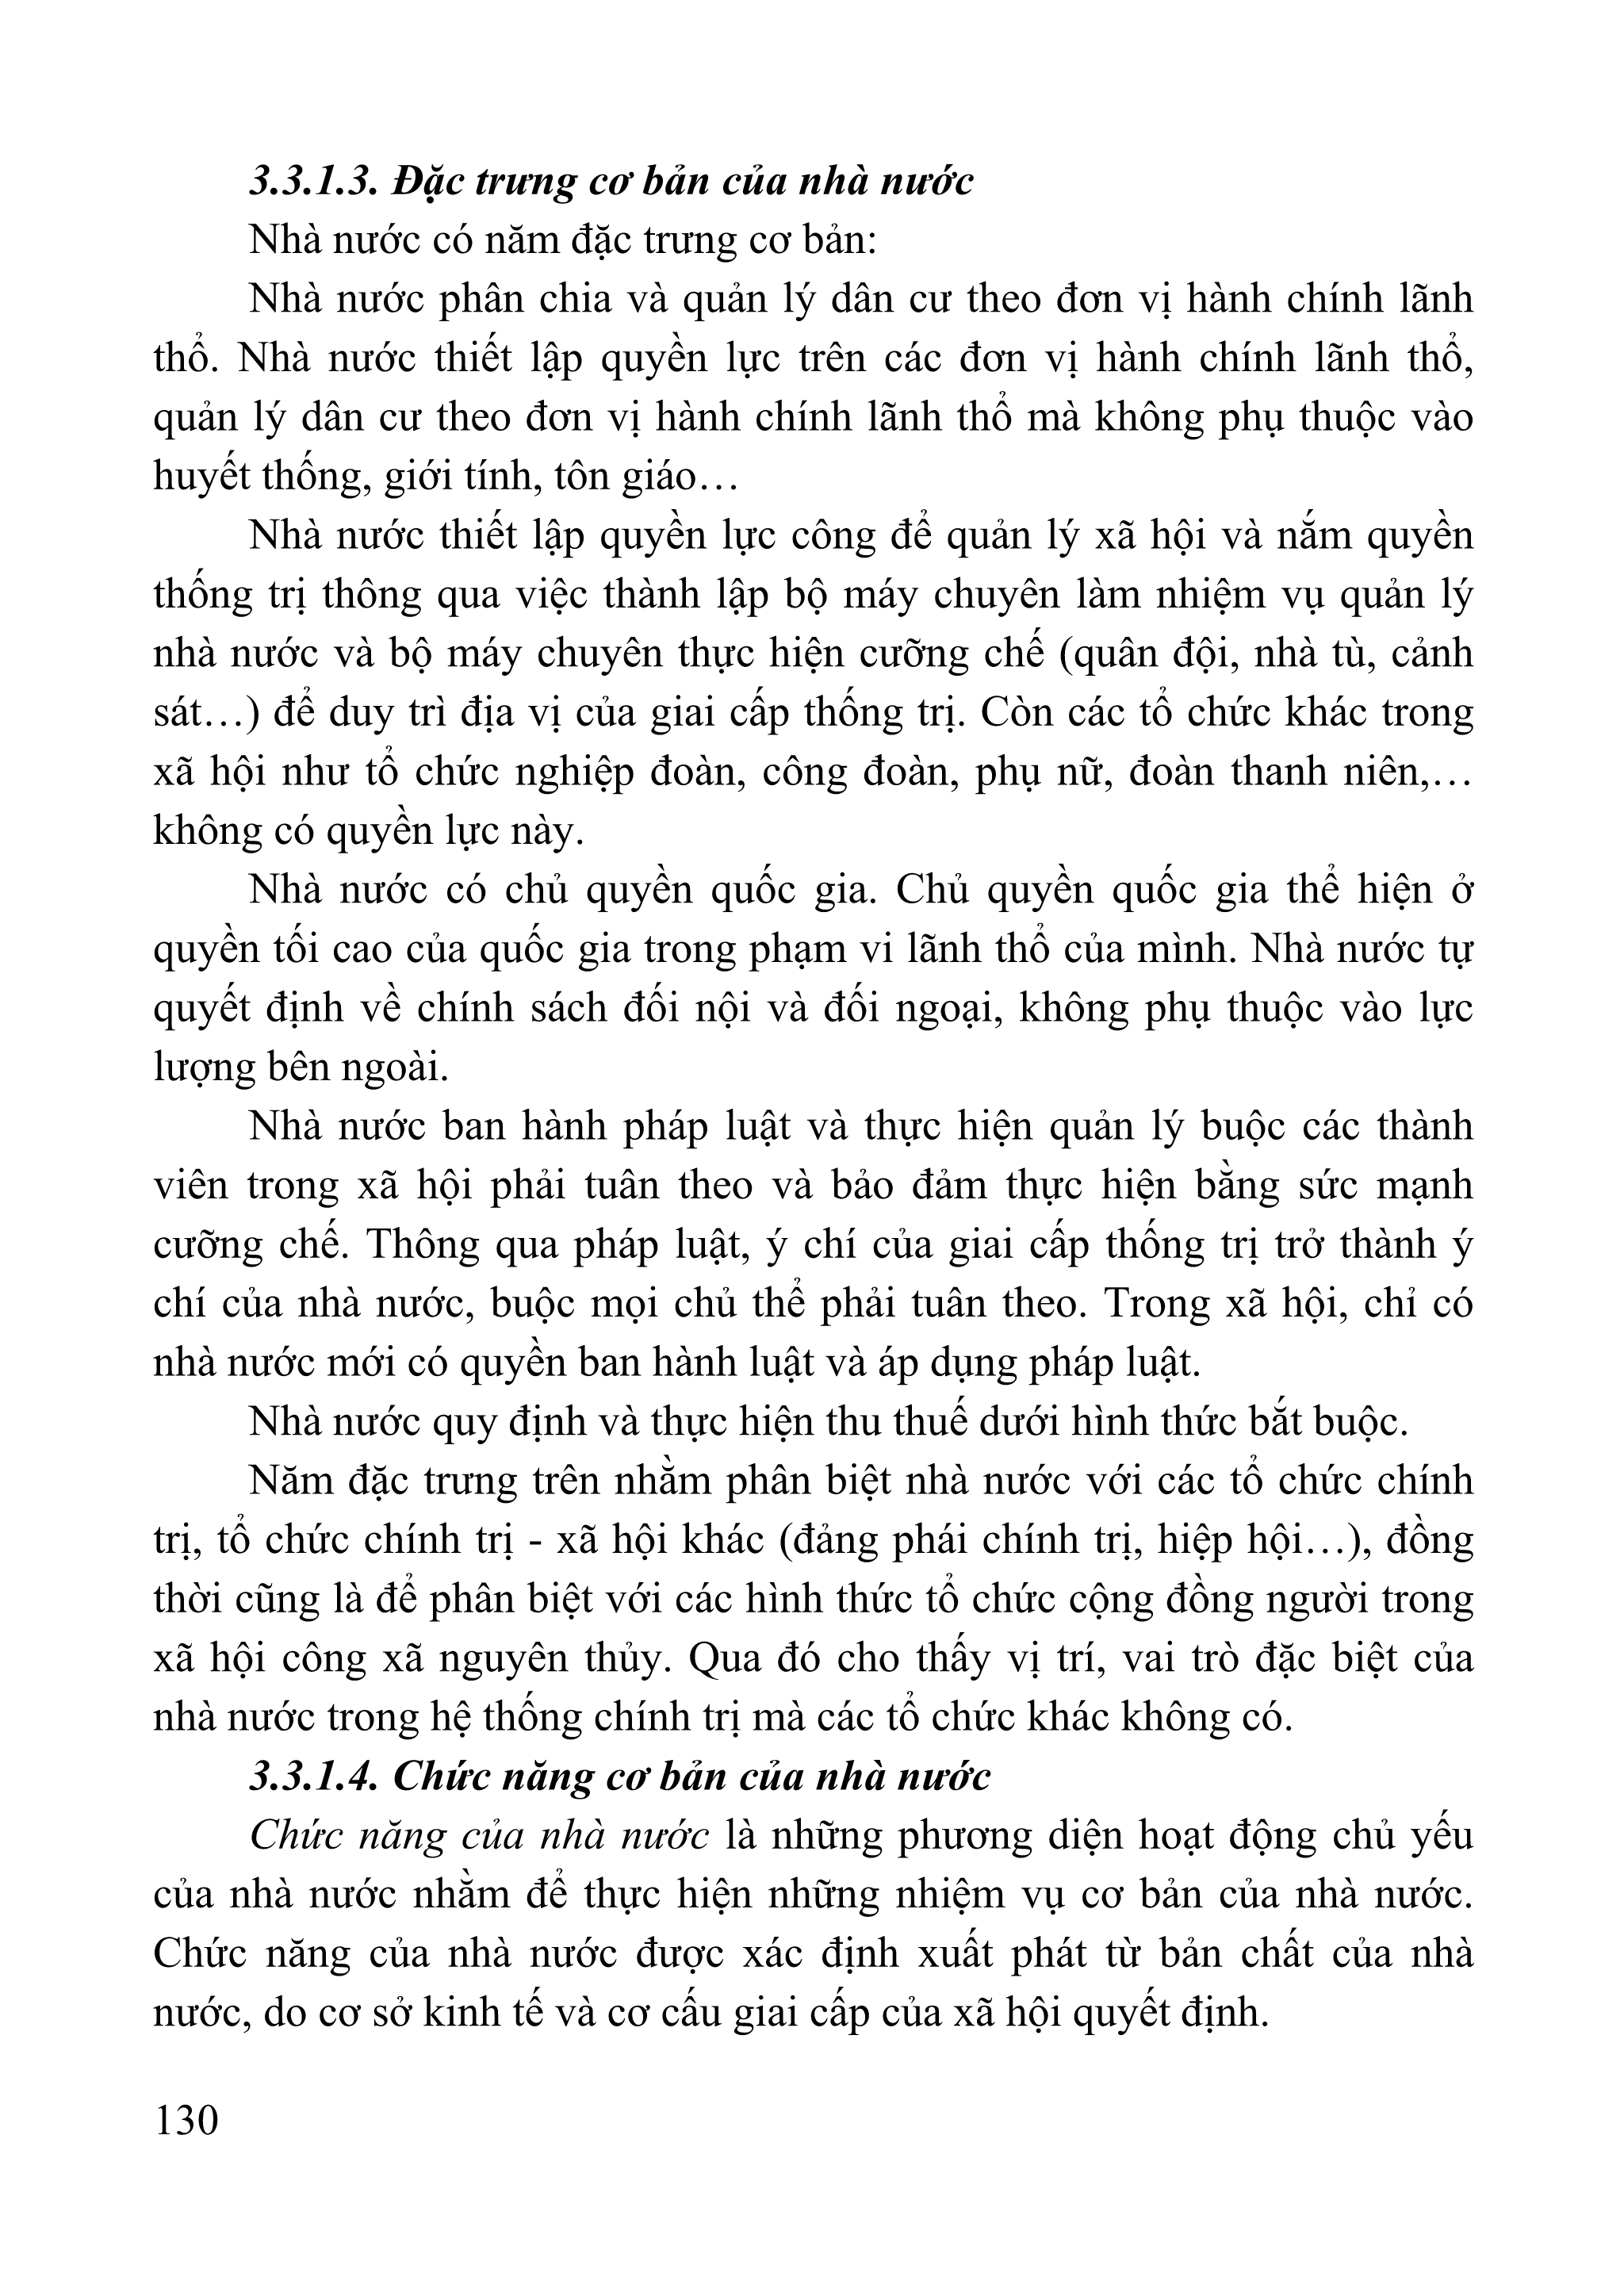 3.3.1.3. Đặc trưng cơ bản của nhà nước
Nhà nước có năm đặc trưng cơ bản:
Nhà nước phân chia và quản lý dân cư theo đơn vị hành chính lãnh
thổ. Nhà nước thiết lập quyền lực trên các đơn vị hành chính lãnh thổ,
quản lý dân cư theo đơn vị hành chính lãnh thổ mà không phụ thuộc vào
huyết thống, giới tính, tôn giáo…
Nhà nước thiết lập quyền lực công để quản lý xã hội và nắm quyền
thống trị thông qua việc thành lập bộ máy chuyên làm nhiệm vụ quản lý
nhà nước và bộ máy chuyên thực hiện cưỡng chế (quân đội, nhà tù, cảnh
sát…) để duy trì địa vị của giai cấp thống trị. Còn các tổ chức khác trong
xã hội như tổ chức nghiệp đoàn, công đoàn, phụ nữ, đoàn thanh niên,…
không có quyền lực này.
Nhà nước có chủ quyền quốc gia. Chủ quyền quốc gia thể hiện ở
quyền tối cao của quốc gia trong phạm vi lãnh thổ của mình. Nhà nước tự
quyết định về chính sách đối nội và đối ngoại, không phụ thuộc vào lực
lượng bên ngoài.
Nhà nước ban hành pháp luật và thực hiện quản lý buộc các thành
viên trong xã hội phải tuân theo và bảo đảm thực hiện bằng sức mạnh
cưỡng chế. Thông qua pháp luật, ý chí của giai cấp thống trị trở thành ý
chí của nhà nước, buộc mọi chủ thể phải tuân theo. Trong xã hội, chỉ có
nhà nước mới có quyền ban hành luật và áp dụng pháp luật.
Nhà nước quy định và thực hiện thu thuế dưới hình thức bắt buộc.
Năm đặc trưng trên nhằm phân biệt nhà nước với các tổ chức chính
trị, tổ chức chính trị - xã hội khác (đảng phái chính trị, hiệp hội…), đồng
thời cũng là để phân biệt với các hình thức tổ chức cộng đồng người trong
xã hội công xã nguyên thủy. Qua đó cho thấy vị trí, vai trò đặc biệt của
nhà nước trong hệ thống chính trị mà các tổ chức khác không có.
3.3.1.4. Chức năng cơ bản của nhà nước
Chức năng của nhà nước là những phương diện hoạt động chủ yếu
của nhà nước nhằm để thực hiện những nhiệm vụ cơ bản của nhà nước.
Chức năng của nhà nước được xác định xuất phát từ bản chất của nhà
nước, do cơ sở kinh tế và cơ cấu giai cấp của xã hội quyết định.
130